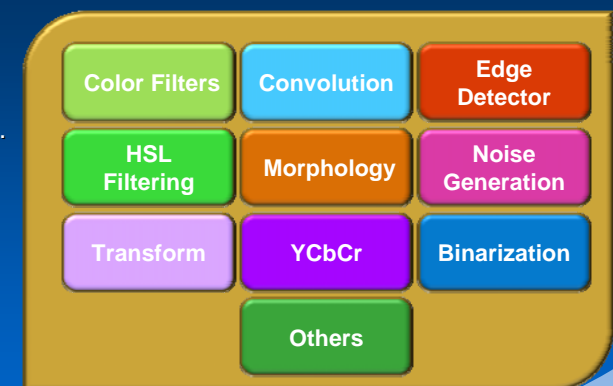 Color Filters
Convolution
Edge
Detector
HSL
Filtering
Morphology
Noise
Generation
Transform
YCbCr
Binarization
Others